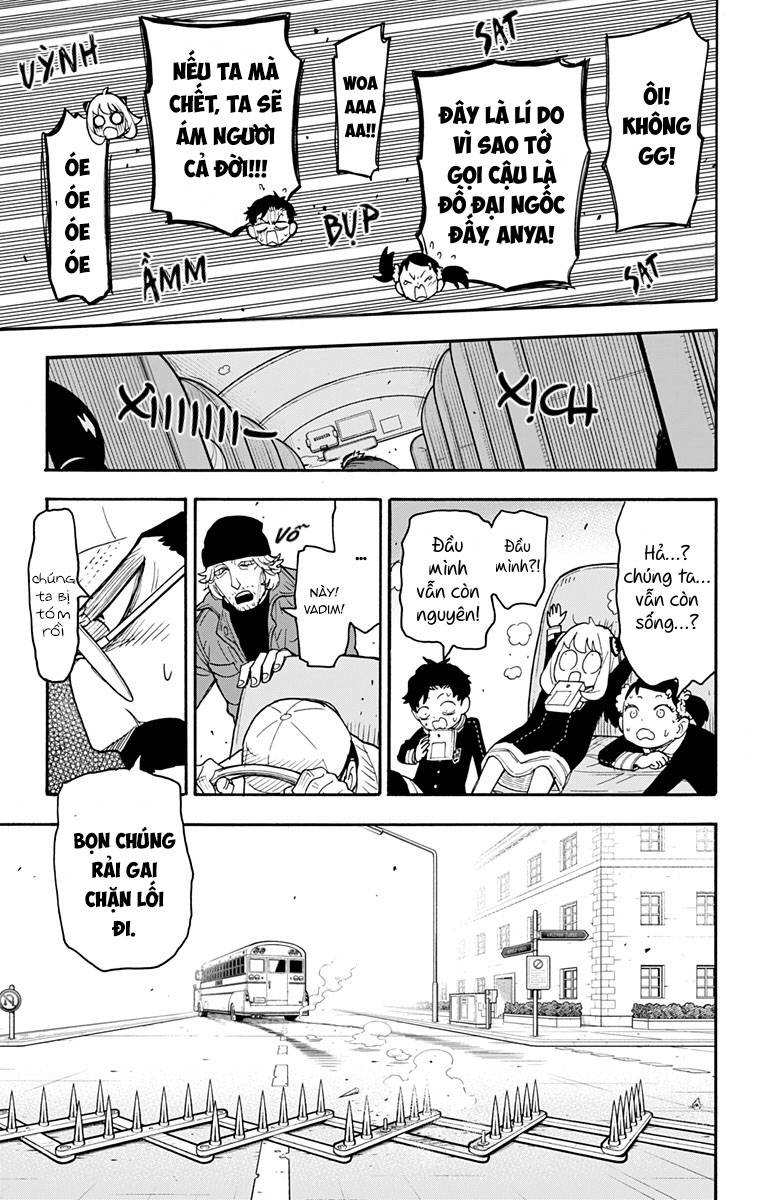 ÔI!
KHÔNG
GG!
SẠT
ĐÂY LÀ LÍ DO
VÌ SAO TỚ
GỌI CẬU LÀ
ĐỒ ĐẠI NGỐC
ĐẤY, ANYA!
SẠT
WOA
AAA
AA!!
BỤP
NẾU TA MÀ
CHẾT, TA SẼ
ÁM NGƯƠI
CẢ ĐỜI!!!
UỲNH
ÓE
ÓE
ÓE
ÓE
ẦMM
XỊCH
XIIIIIII-
Hả...?
chúng ta...
vẫn còn
sống...?
Đầu
mình?!
Đầu
mình
vẫn còn
nguyên!
...
NÀY!
VADIM!
Vỗ
chúng
ta bị
tóm
rồi
BỌN CHÚNG
RẢI GAI
CHẶN LỐI
ĐI.